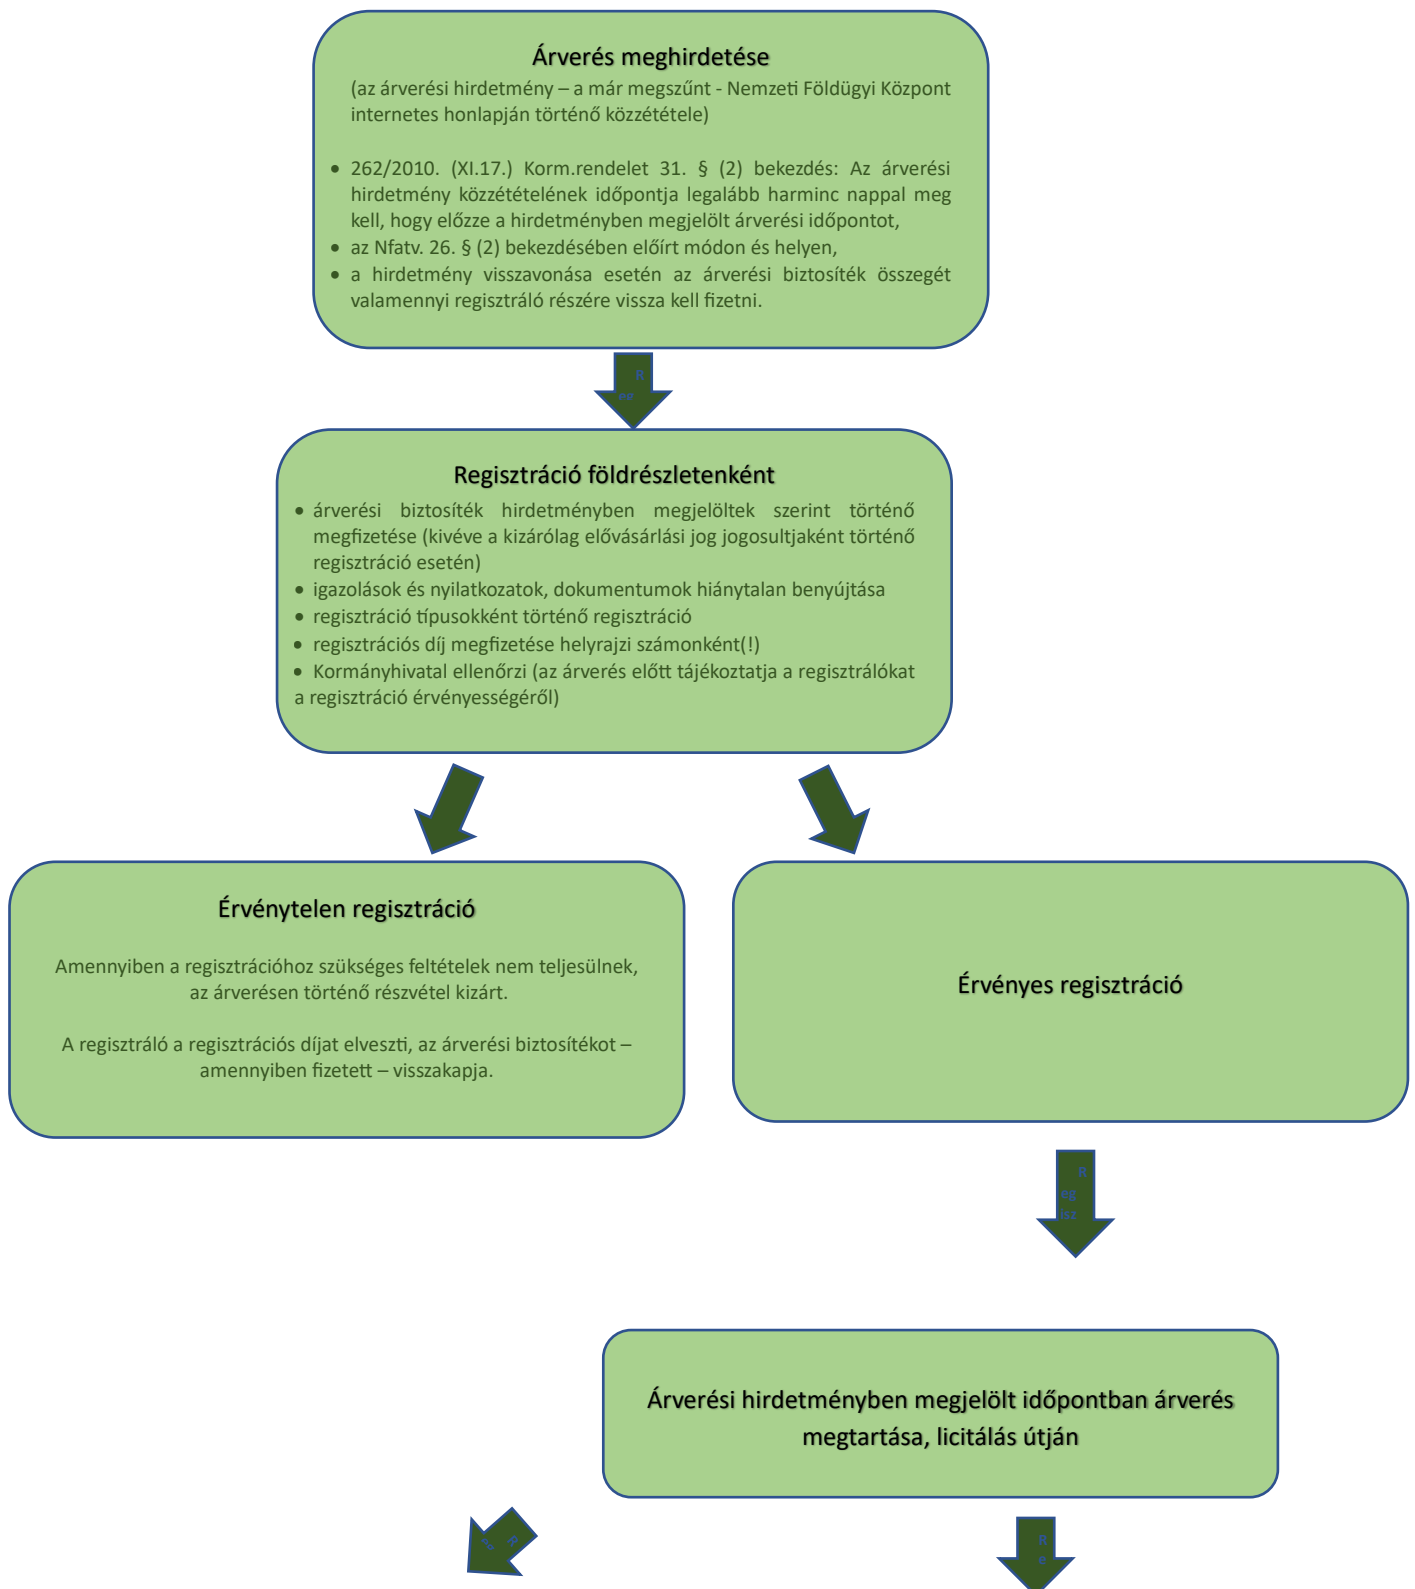 Árverés meghirdetése
(az árverési hirdetmény – a már megszűnt - Nemzeti Földügyi Központ
internetes honlapján történő közzététele)
• 262/2010. (XI.17.) Korm.rendelet 31. § (2) bekezdés: Az árverési
hirdetmény közzétételének időpontja legalább harminc nappal meg
kell, hogy előzze a hirdetményben megjelölt árverési időpontot,
• az Nfatv. 26. § (2) bekezdésében előírt módon és helyen,
• a hirdetmény visszavonása esetén az árverési biztosíték összegét
valamennyi regisztráló részére vissza kell fizetni.
R
Regisztráció földrészletenként
• árverési biztosíték hirdetményben megjelöltek szerint történő
megfizetése (kivéve a kizárólag elővásárlási jog jogosultjaként történő
regisztráció esetén)
• igazolások és nyilatkozatok, dokumentumok hiánytalan benyújtása
• regisztráció típusokként történő regisztráció
• regisztrációs díj megfizetése helyrajzi számonként(!)
• Kormányhivatal ellenőrzi (az árverés előtt tájékoztatja a regisztrálókat
a regisztráció érvényességéről)
Érvénytelen regisztráció
Amennyiben a regisztrációhoz szükséges feltételek nem teljesülnek,
az árverésen történő részvétel kizárt.
A regisztráló a regisztrációs díjat elveszti, az árverési biztosítékot –
amennyiben fizetett – visszakapja.
Érvényes regisztráció
R
eg
isz
Árverési hirdetményben megjelölt időpontban árverés
megtartása, licitálás útján
R
R
e